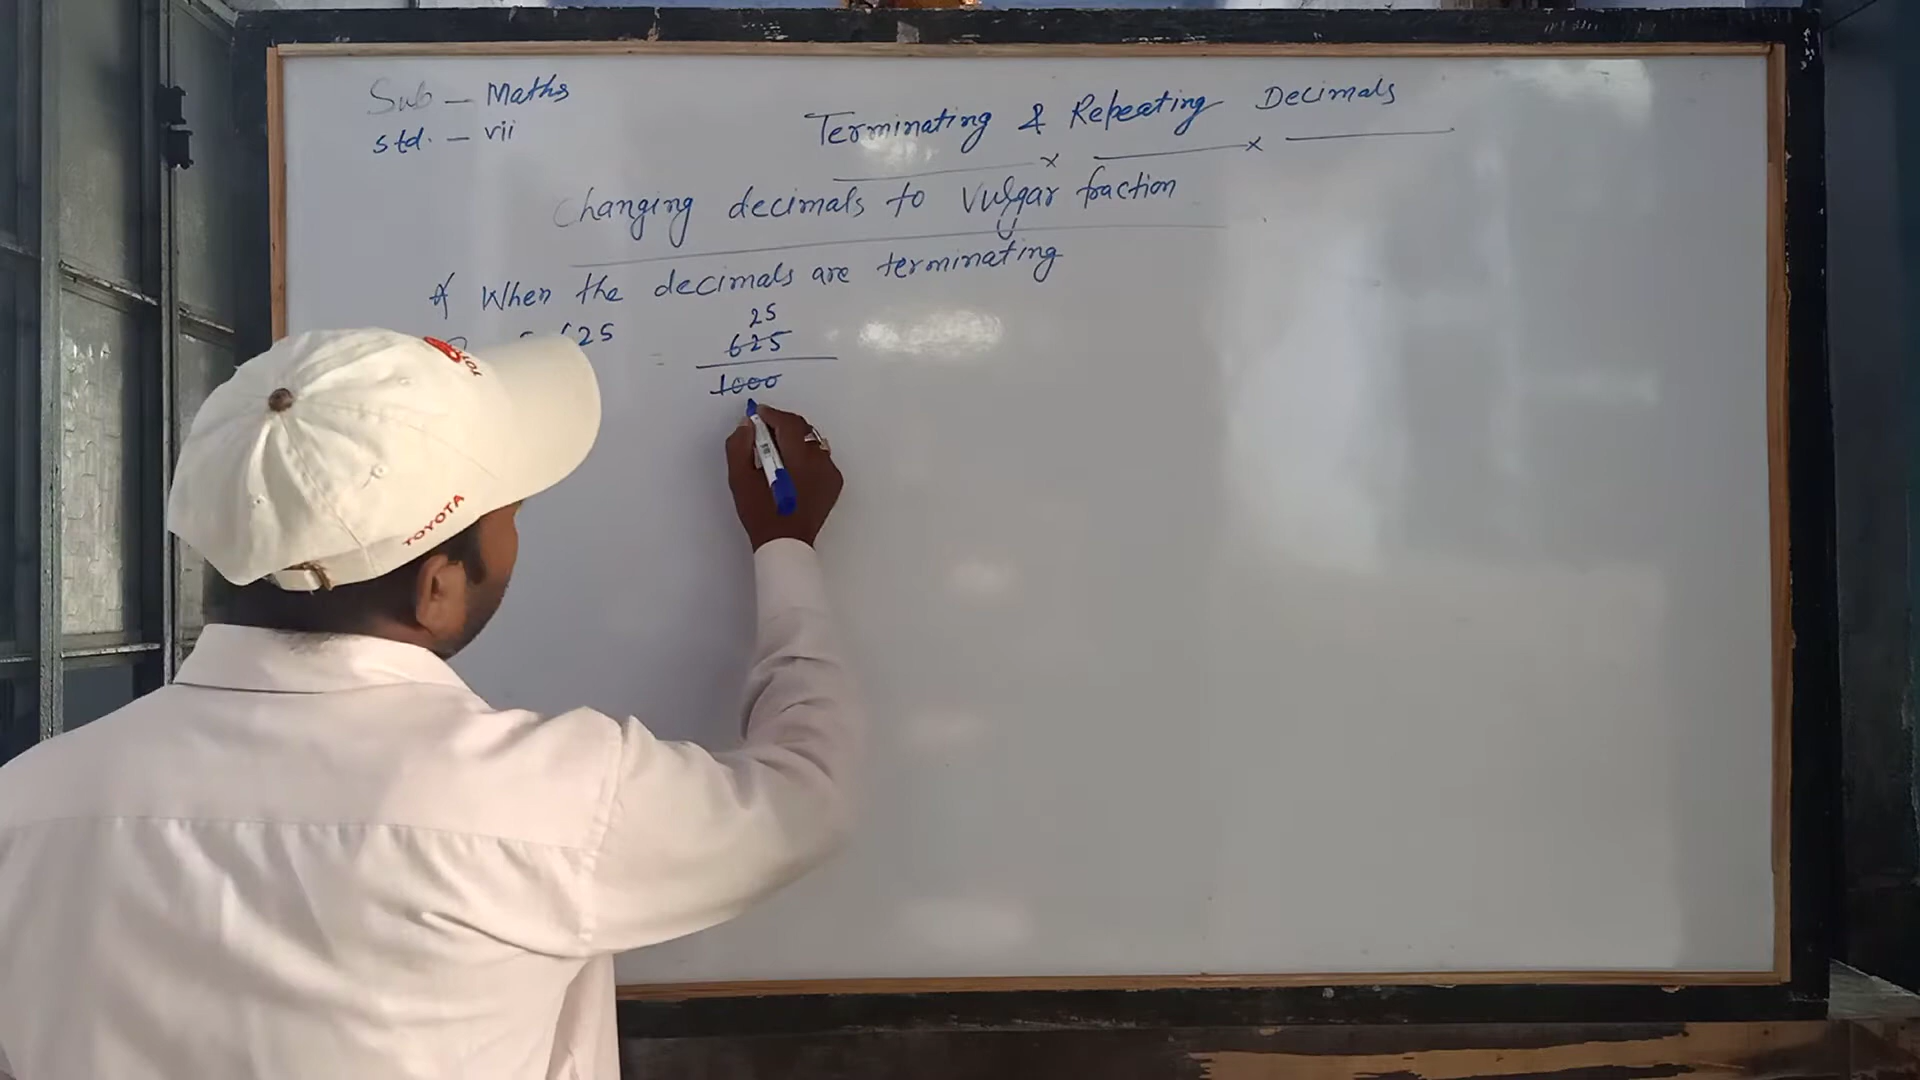 Sub — Maths
Std. — vii
Terminating & Repeating Decimals
Changing decimals to Vulgar fraction
* When the decimals are terminating
25
25
= 625
1000
TOYOTA